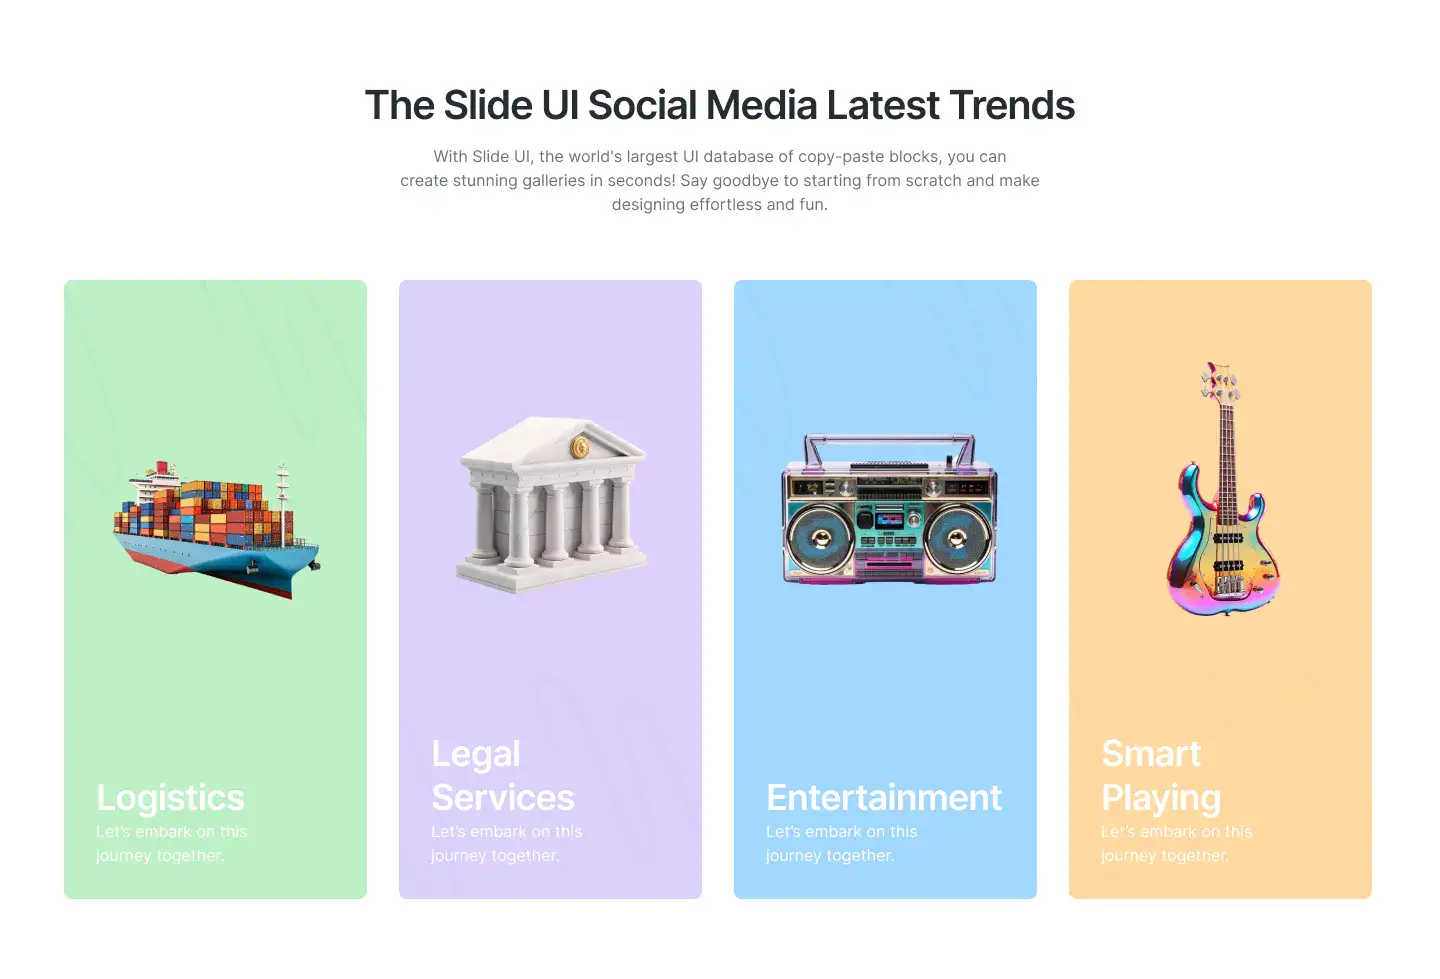 The Slide UI Social Media Latest Trends
With Slide UI, the world's largest UI database of copy-paste blocks, you can
create stunning galleries in seconds! Say goodbye to starting from scratch and make
designing effortless and fun.
Logistics
Let's embark on this
journey together.
Legal
Services
Let's embark on this
journey together.
Entertainment
Let's embark on this
journey together.
Smart
Playing
Let's embark on this
journey together.